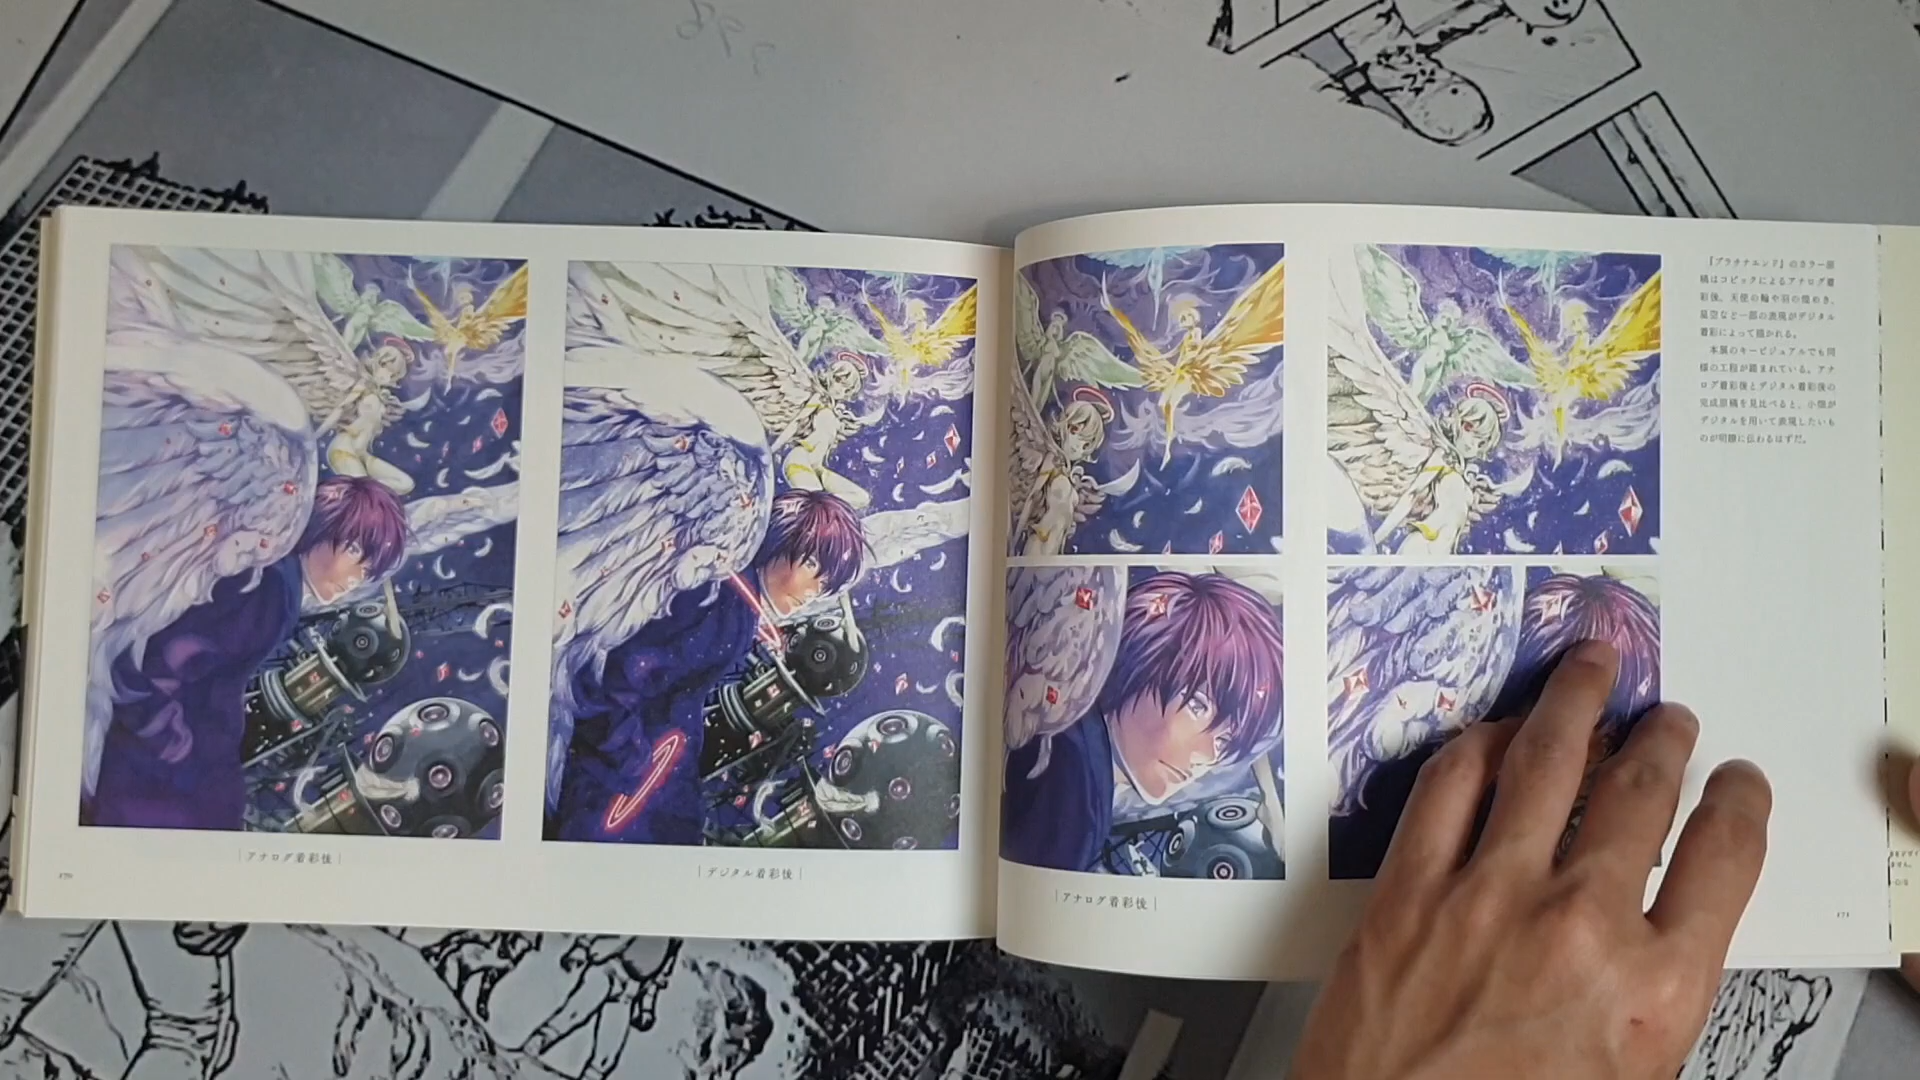 アナログ着彩後
170
デジタル着彩後
アナログ着彩後
『プラチナエンド』のカラー原
稿はコピックによるアナログ着
彩後、天使の輪や羽の煌めき、
星空など一部の表現がデジタル
着彩によって描かれる。
本展のキービジュアルでも同
様の工程が踏まれている。アナ
ログ着彩後とデジタル着彩後の
完成原稿を見比べると、小畑が
デジタルを用いて表現したいも
のが明瞭に伝わるはずだ。
171